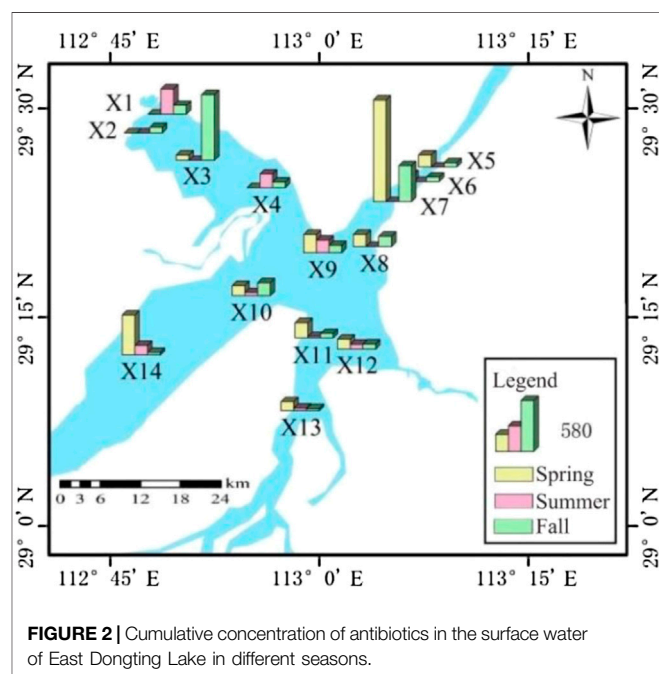 112° 45′ E 113° 0′ E 113° 15′ E
29° 30′ N
29° 15′ N
29° 0′ N
N
X1
X2
X3
X4
X5
X6
X7
X8
X9
X10
X11
X12
X13
X14
Legend
580
Spring
Summer
Fall
km
0 3 6 12 18 24
29° 30′ N
29° 15′ N
29° 0′ N
112° 45′ E 113° 0′ E 113° 15′ E
FIGURE 2 | Cumulative concentration of antibiotics in the surface water
of East Dongting Lake in different seasons.